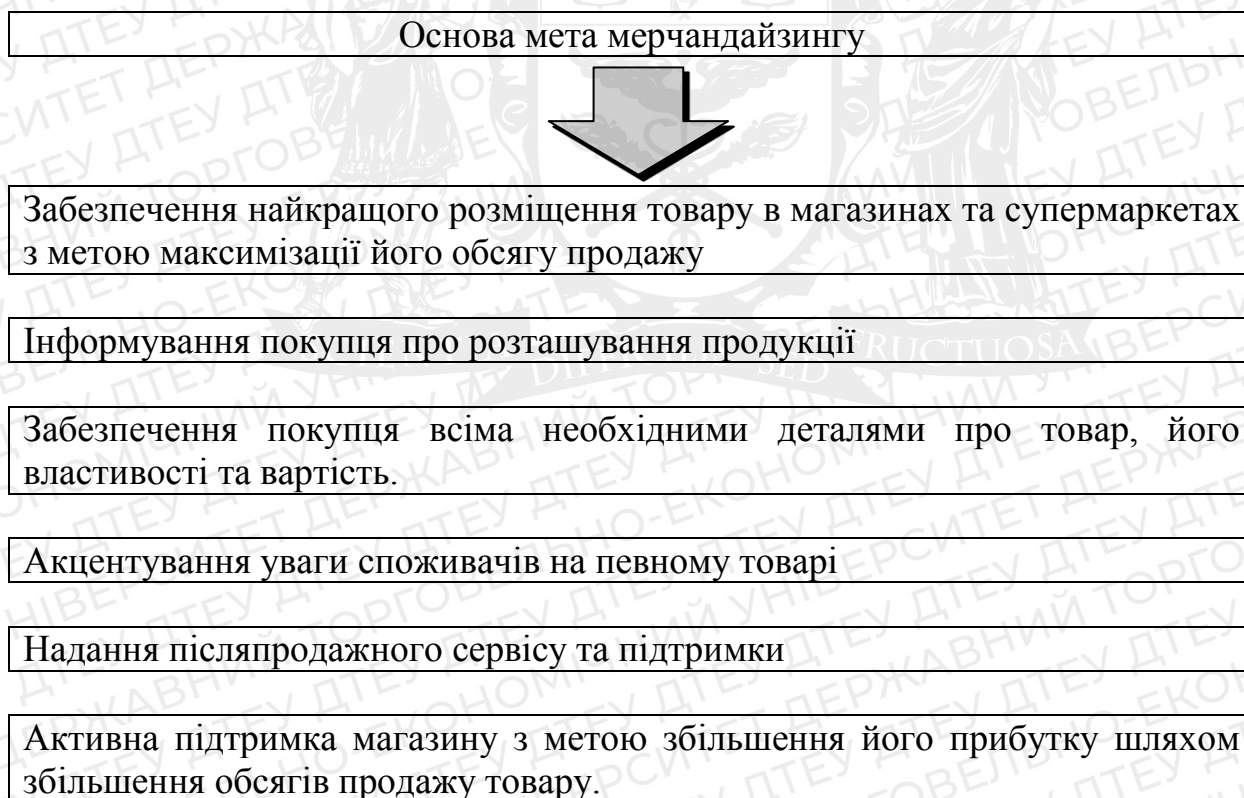 Основа мета мерчандайзингу
Забезпечення найкращого розміщення товару в магазинах та супермаркетах
з метою максимізації його обсягу продажу
Інформування покупця про розташування продукції
Забезпечення покупця всіма необхідними деталями про товар, його
властивості та вартість.
Акцентування уваги споживачів на певному товарі
Надання післяпродажного сервісу та підтримки
Активна підтримка магазину з метою збільшення його прибутку шляхом
збільшення обсягів продажу товару.